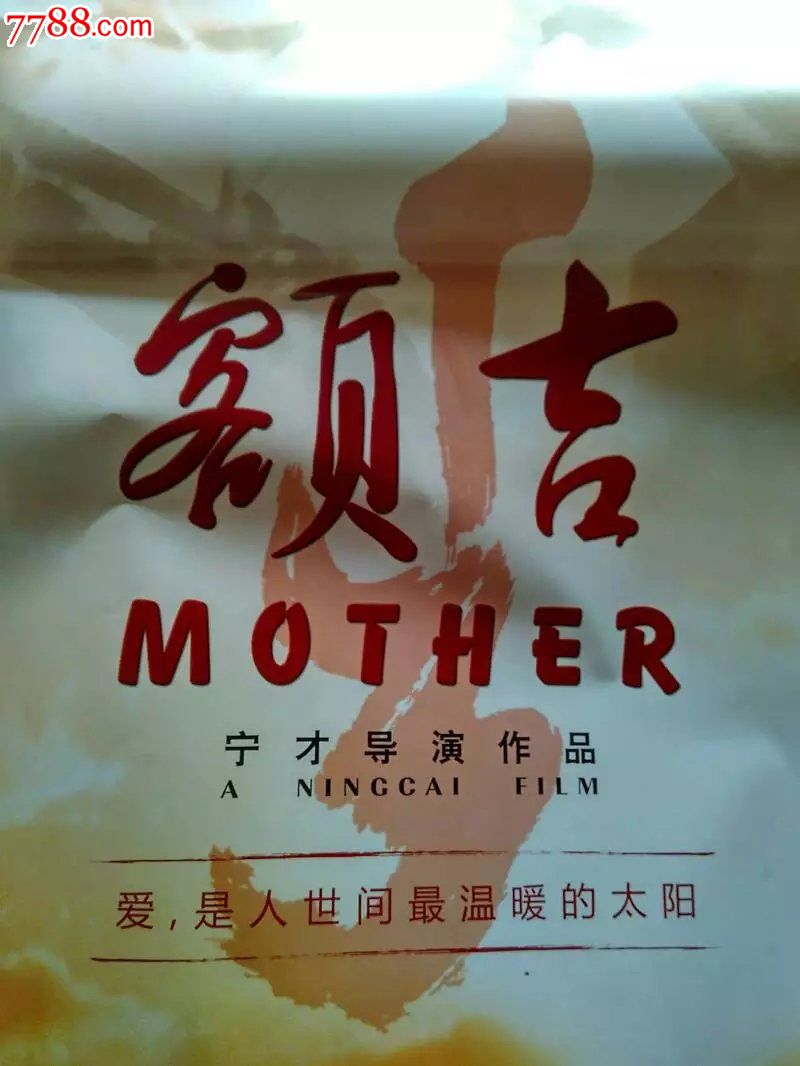 7788.com
额吉
MOTHER
宁才导演作品
A NINGCAI FILM
爱,是人世间最温暖的太阳